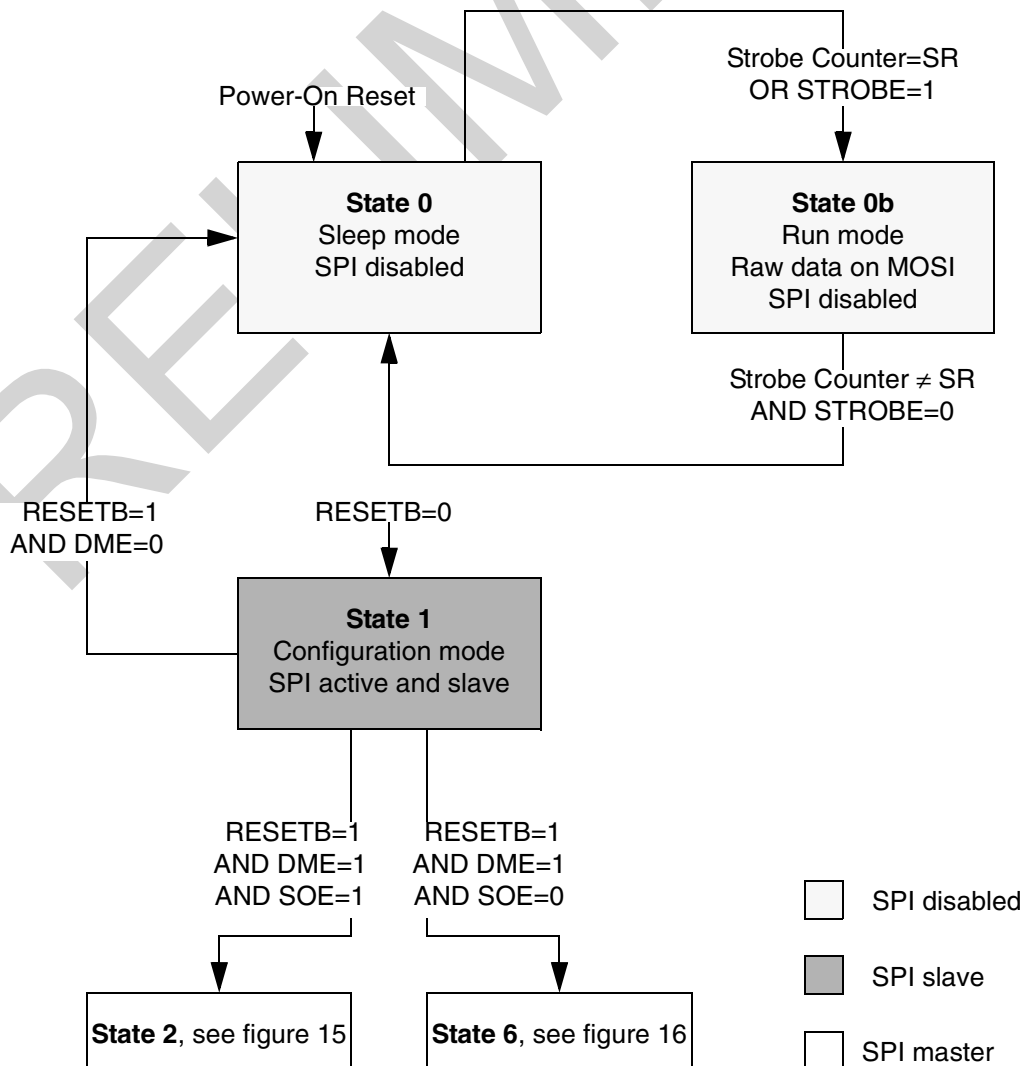 Strobe Counter=SR
OR STROBE=1
Power-On Reset
State 0
Sleep mode
SPI disabled
State 0b
Run mode
Raw data on MOSI
SPI disabled
Strobe Counter ≠ SR
AND STROBE=0
RESETB=1
AND DME=0
RESETB=0
State 1
Configuration mode
SPI active and slave
RESETB=1
AND DME=1
AND SOE=1
RESETB=1
AND DME=1
AND SOE=0
SPI disabled
SPI slave
SPI master
State 2, see figure 15
State 6, see figure 16